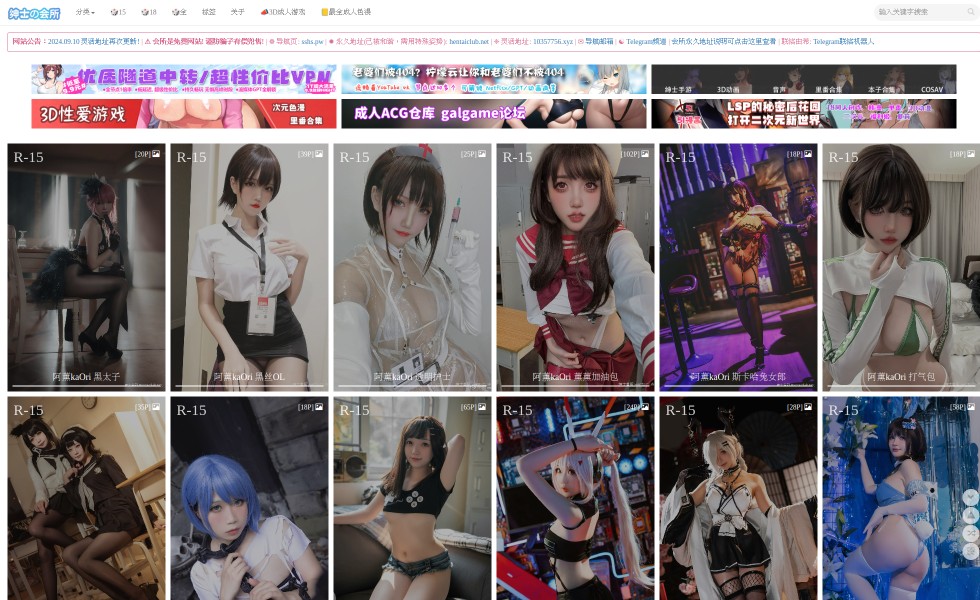 绅士の会所
分类 15 18 全 标签 关于 3D成人游戏 最全成人色漫
输入关键字搜索
网站公告：2024.09.10 灵活地址再次更新! | 会所是免费网站! 谨防骗子有偿兜售! | 导航页: sshs.pw | 永久地址(已被和谐，需用特殊姿势): hentaiclub.net | 灵活地址: 10357756.xyz | 导航邮箱 | Telegram频道 | 会所永久地址说明可点击这里查看 | 联络由希: Telegram联络机器人
优质隧道中转/超性价比VPN
老婆们被404? 柠檬云让你和老婆们不被404
绅士手游 3D动画 音声 里番合集 本子合集 COSAV
3D性爱游戏
次元色漫
里番合集
成人ACG仓库 galgame论坛
LSP的秘密后花园
打开二次元新世界
R-15 [20P]
阿薰kaOri 黑太子
R-15 [39P]
阿薰kaOri 黑丝OL
R-15 [25P]
阿薰kaOri 透明护士
R-15 [102P]
阿薰kaOri 薰薰加油包
R-15 [18P]
阿薰kaOri 斯卡哈兔女郎
R-15 [18P]
阿薰kaOri 打气包
R-15 [35P]
R-15 [18P]
R-15 [65P]
R-15 [24P]
R-15 [28P]
R-15 [58P]